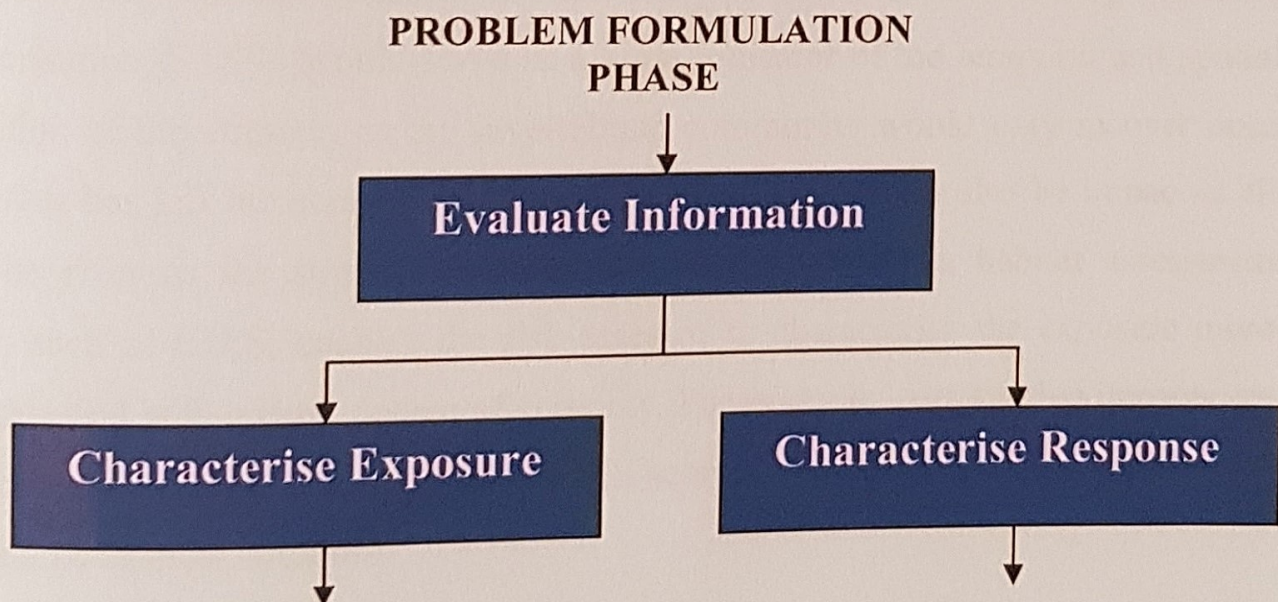 PROBLEM FORMULATION
PHASE
Evaluate Information
Characterise Exposure
Characterise Response